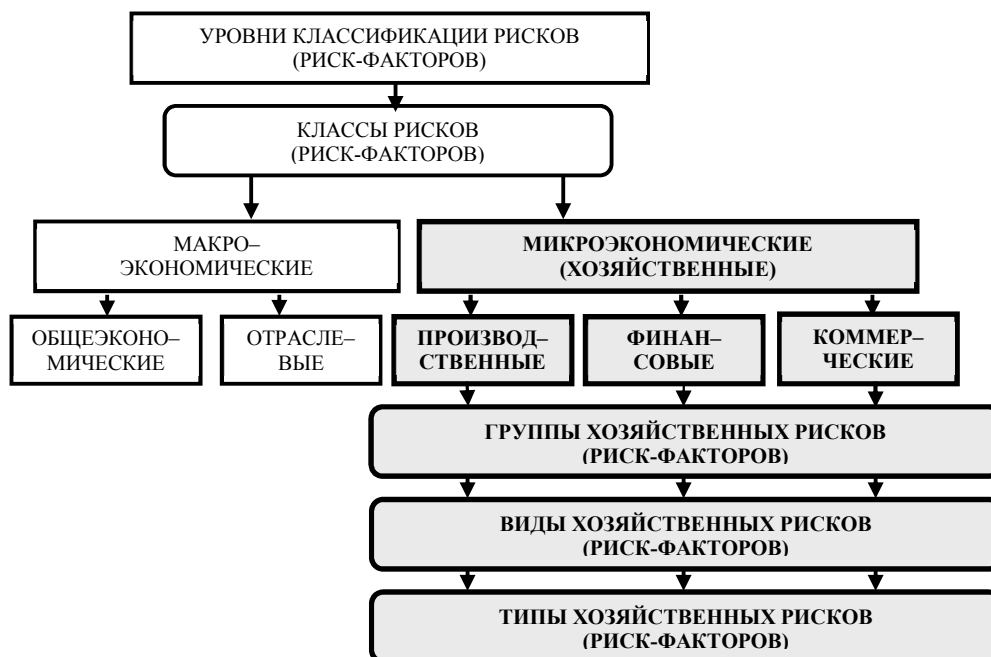 УРОВНИ КЛАССИФИКАЦИИ РИСКОВ
(РИСК-ФАКТОРОВ)
КЛАССЫ РИСКОВ
(РИСК-ФАКТОРОВ)
МАКРО–
ЭКОНОМИЧЕСКИЕ
МИКРОЭКОНОМИЧЕСКИЕ
(ХОЗЯЙСТВЕННЫЕ)
ОБЩЕЭКОНО–
МИЧЕСКИЕ
ОТРАСЛЕ–
ВЫЕ
ПРОИЗВОД–
СТВЕННЫЕ
ФИНАН–
СОВЫЕ
КОММЕР–
ЧЕСКИЕ
ГРУППЫ ХОЗЯЙСТВЕННЫХ РИСКОВ
(РИСК-ФАКТОРОВ)
ВИДЫ ХОЗЯЙСТВЕННЫХ РИСКОВ
(РИСК-ФАКТОРОВ)
ТИПЫ ХОЗЯЙСТВЕННЫХ РИСКОВ
(РИСК-ФАКТОРОВ)